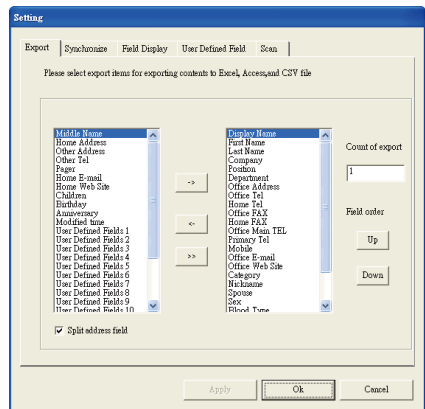 Setting
Export Synchronize Field Display User Defined Field Scan
Please select export items for exporting contents to Excel, Access,and CSV file
Middle Name
Home Address
Other Address
Other Tel
Pager
Home E-mail
Home Web Site
Children
Birthday
Anniversary
Modified time
User Defined Fields 1
User Defined Fields 2
User Defined Fields 3
User Defined Fields 4
User Defined Fields 5
User Defined Fields 6
User Defined Fields 7
User Defined Fields 8
User Defined Fields 9
User Defined Fields 10
->
<-
>>
Display Name
First Name
Last Name
Company
Position
Department
Office Address
Office Tel
Home Tel
Office FAX
Home FAX
Office Main TEL
Primary Tel
Mobile
Office E-mail
Office Web Site
Category
Nickname
Spouse
Sex
Blood Type
Count of export
1
Field order
Up
Down
Split address field
Apply Ok Cancel